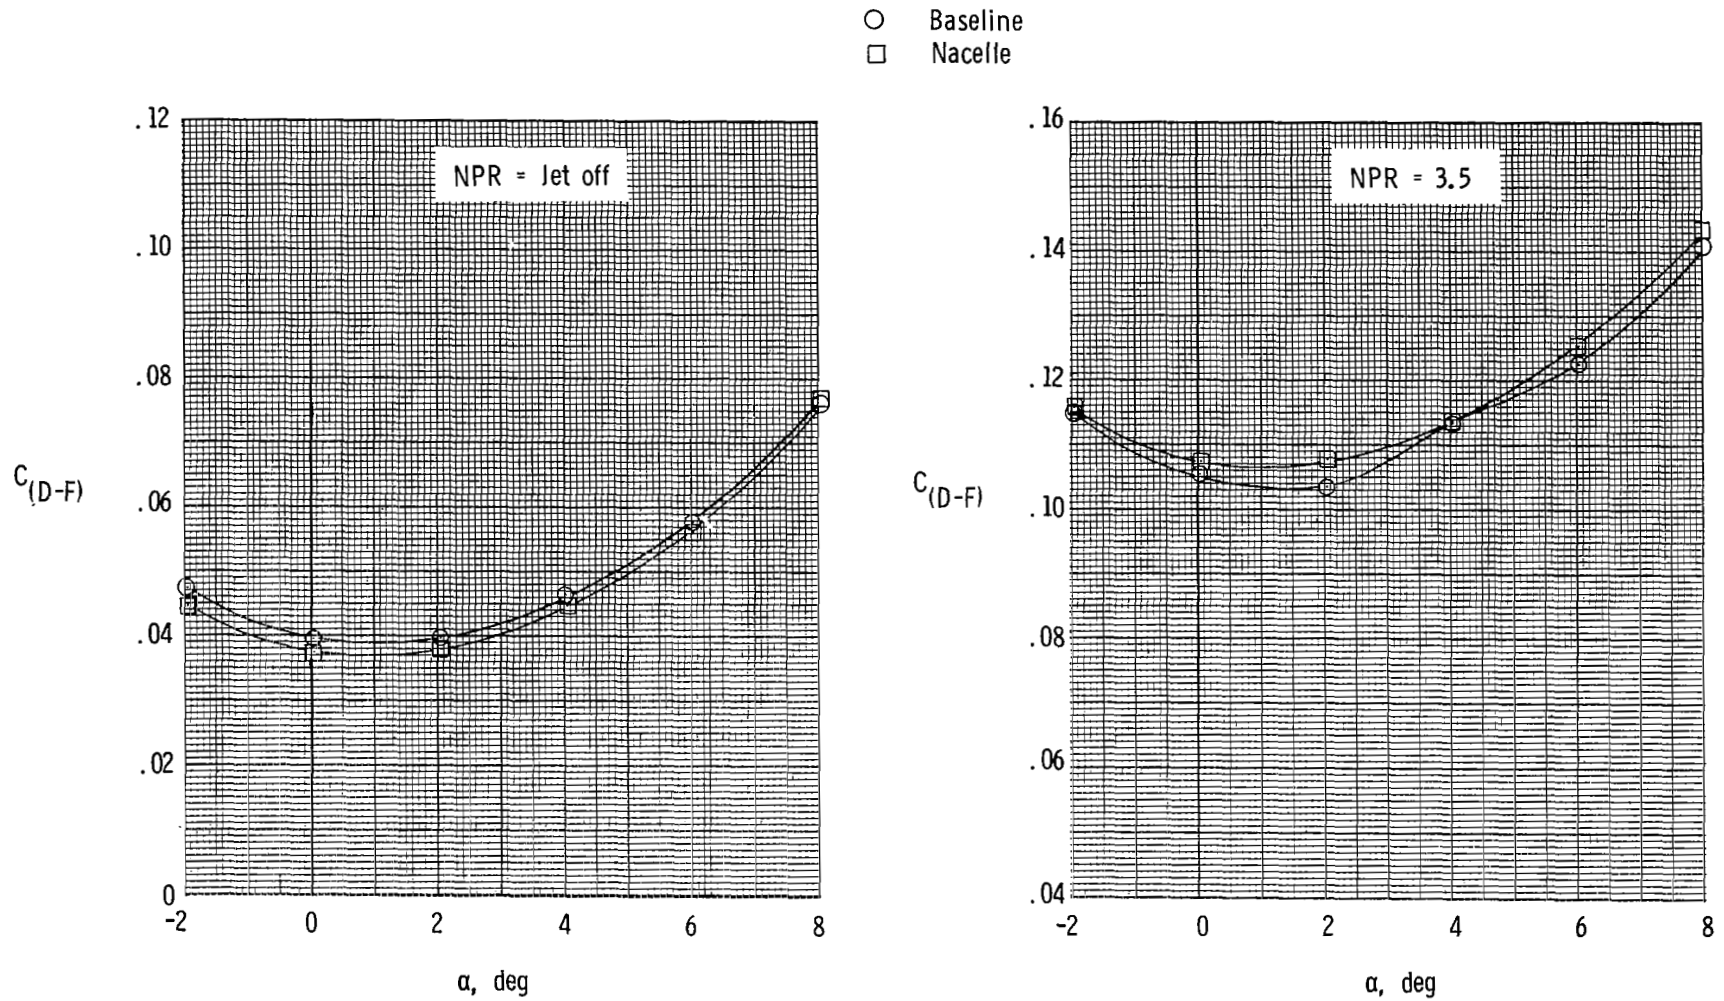 Baseline
Nacelle
.12
.10
.08
.06
.04
.02
0
C(D-F)
NPR = Jet off
-2 0 2 4 6 8
α, deg
.16
.14
.12
.10
.08
.06
.04
C(D-F)
NPR = 3.5
-2 0 2 4 6 8
α, deg